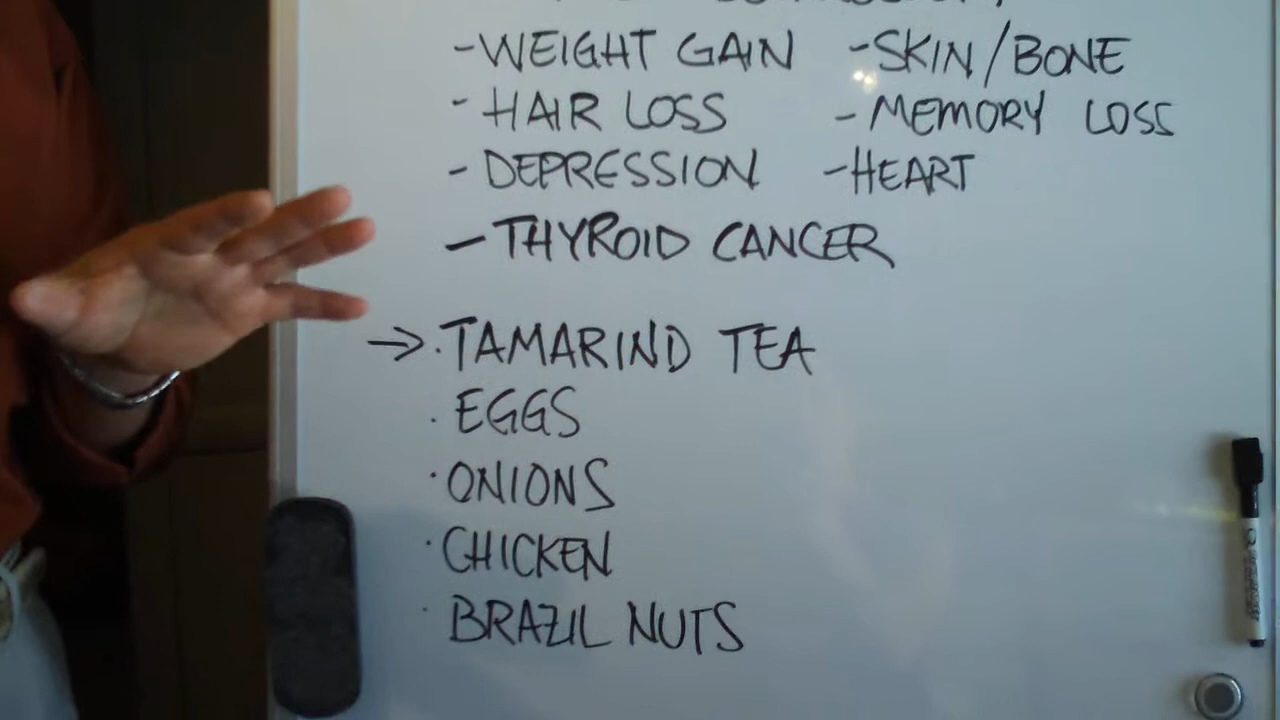 -WEIGHT GAIN -SKIN/BONE
-HAIR LOSS -MEMORY LOSS
-DEPRESSION -HEART
-THYROID CANCER
→·TAMARIND TEA
·EGGS
·ONIONS
·CHICKEN
·BRAZIL NUTS